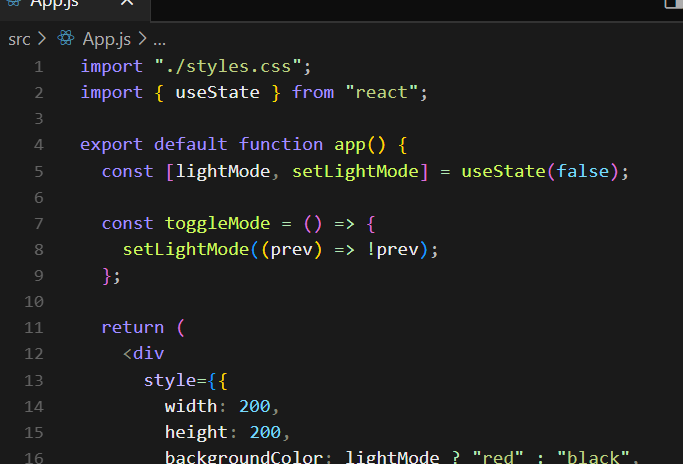 App.js
src > App.js > ...
1 import "./styles.css";
2 import { useState } from "react";
3
4 export default function app() {
5 const [lightMode, setLightMode] = useState(false);
6
7 const toggleMode = () => {
8 setLightMode((prev) => !prev);
9 };
10
11 return (
12 <div
13 style={{
14 width: 200,
15 height: 200,
16 backgroundColor: lightMode ? "red" : "black",